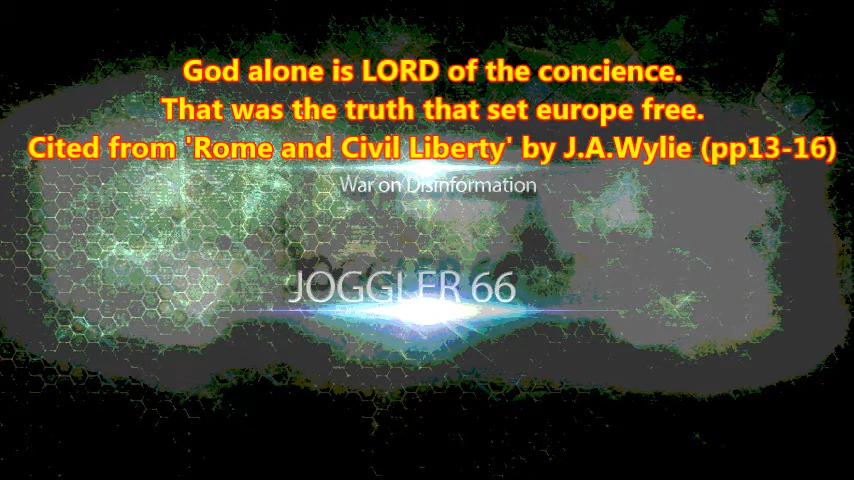 God alone is LORD of the concience.
That was the truth that set europe free.
Cited from 'Rome and Civil Liberty' by J.A.Wylie (pp13-16)
War on Disinformation
JOGGLER 66